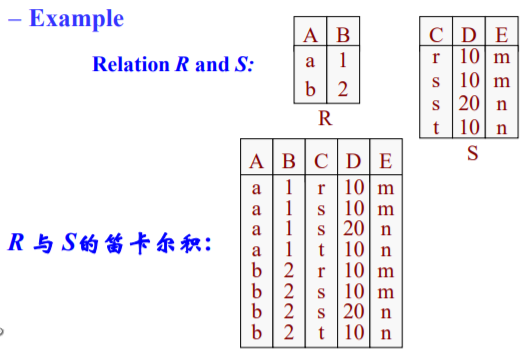 – Example
Relation R and S:
A B
a 1
b 2
R
C D E
r 10 m
s 10 m
s 20 n
t 10 n
S
R 与 S的笛卡尔积:
A B C D E
a 1 r 10 m
a 1 s 10 m
a 1 s 20 n
a 1 t 10 n
b 2 r 10 m
b 2 s 10 m
b 2 s 20 n
b 2 t 10 n